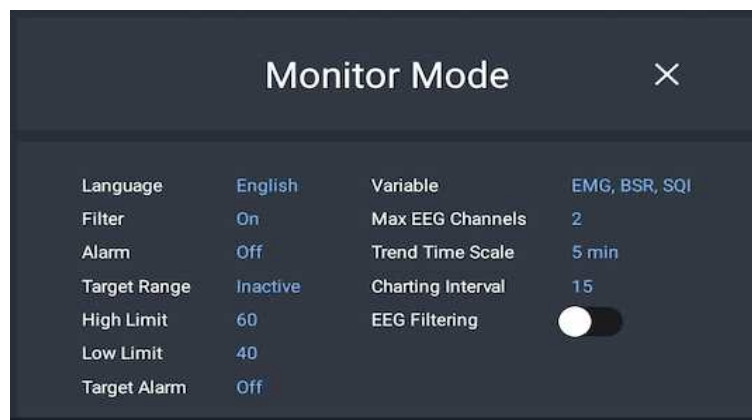 Monitor Mode
Language English Variable EMG, BSR, SQI
Filter On Max EEG Channels 2
Alarm Off Trend Time Scale 5 min
Target Range Inactive Charting Interval 15
High Limit 60 EEG Filtering
Low Limit 40
Target Alarm Off